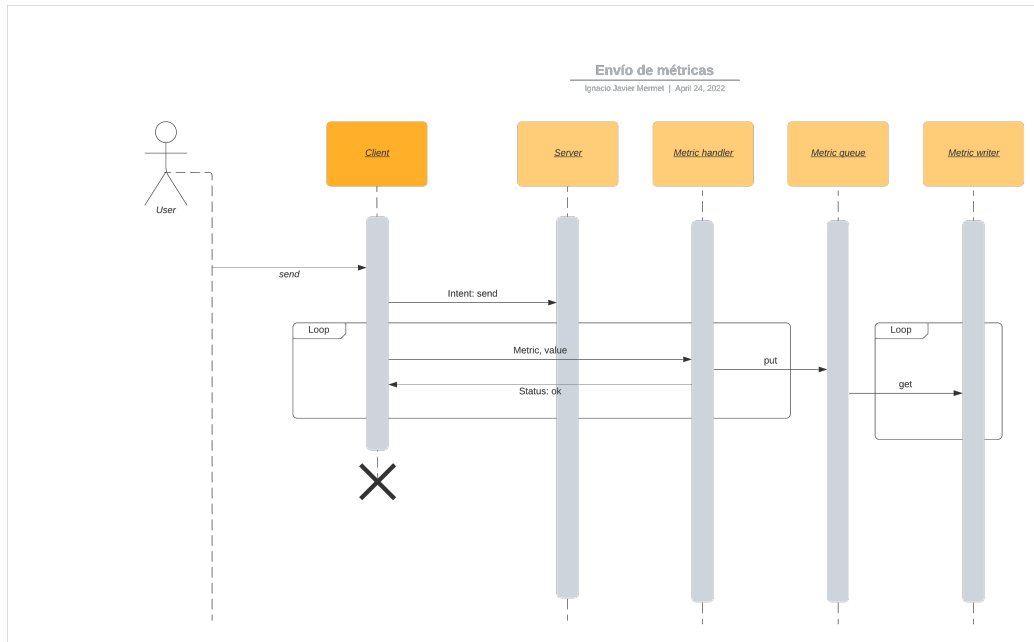 Envío de métricas
Ignacio Javier Mermet | April 24, 2022
Client
Server
Metric handler
Metric queue
Metric writer
User
send
Intent: send
Loop
Loop
Metric, value
put
Status: ok
get